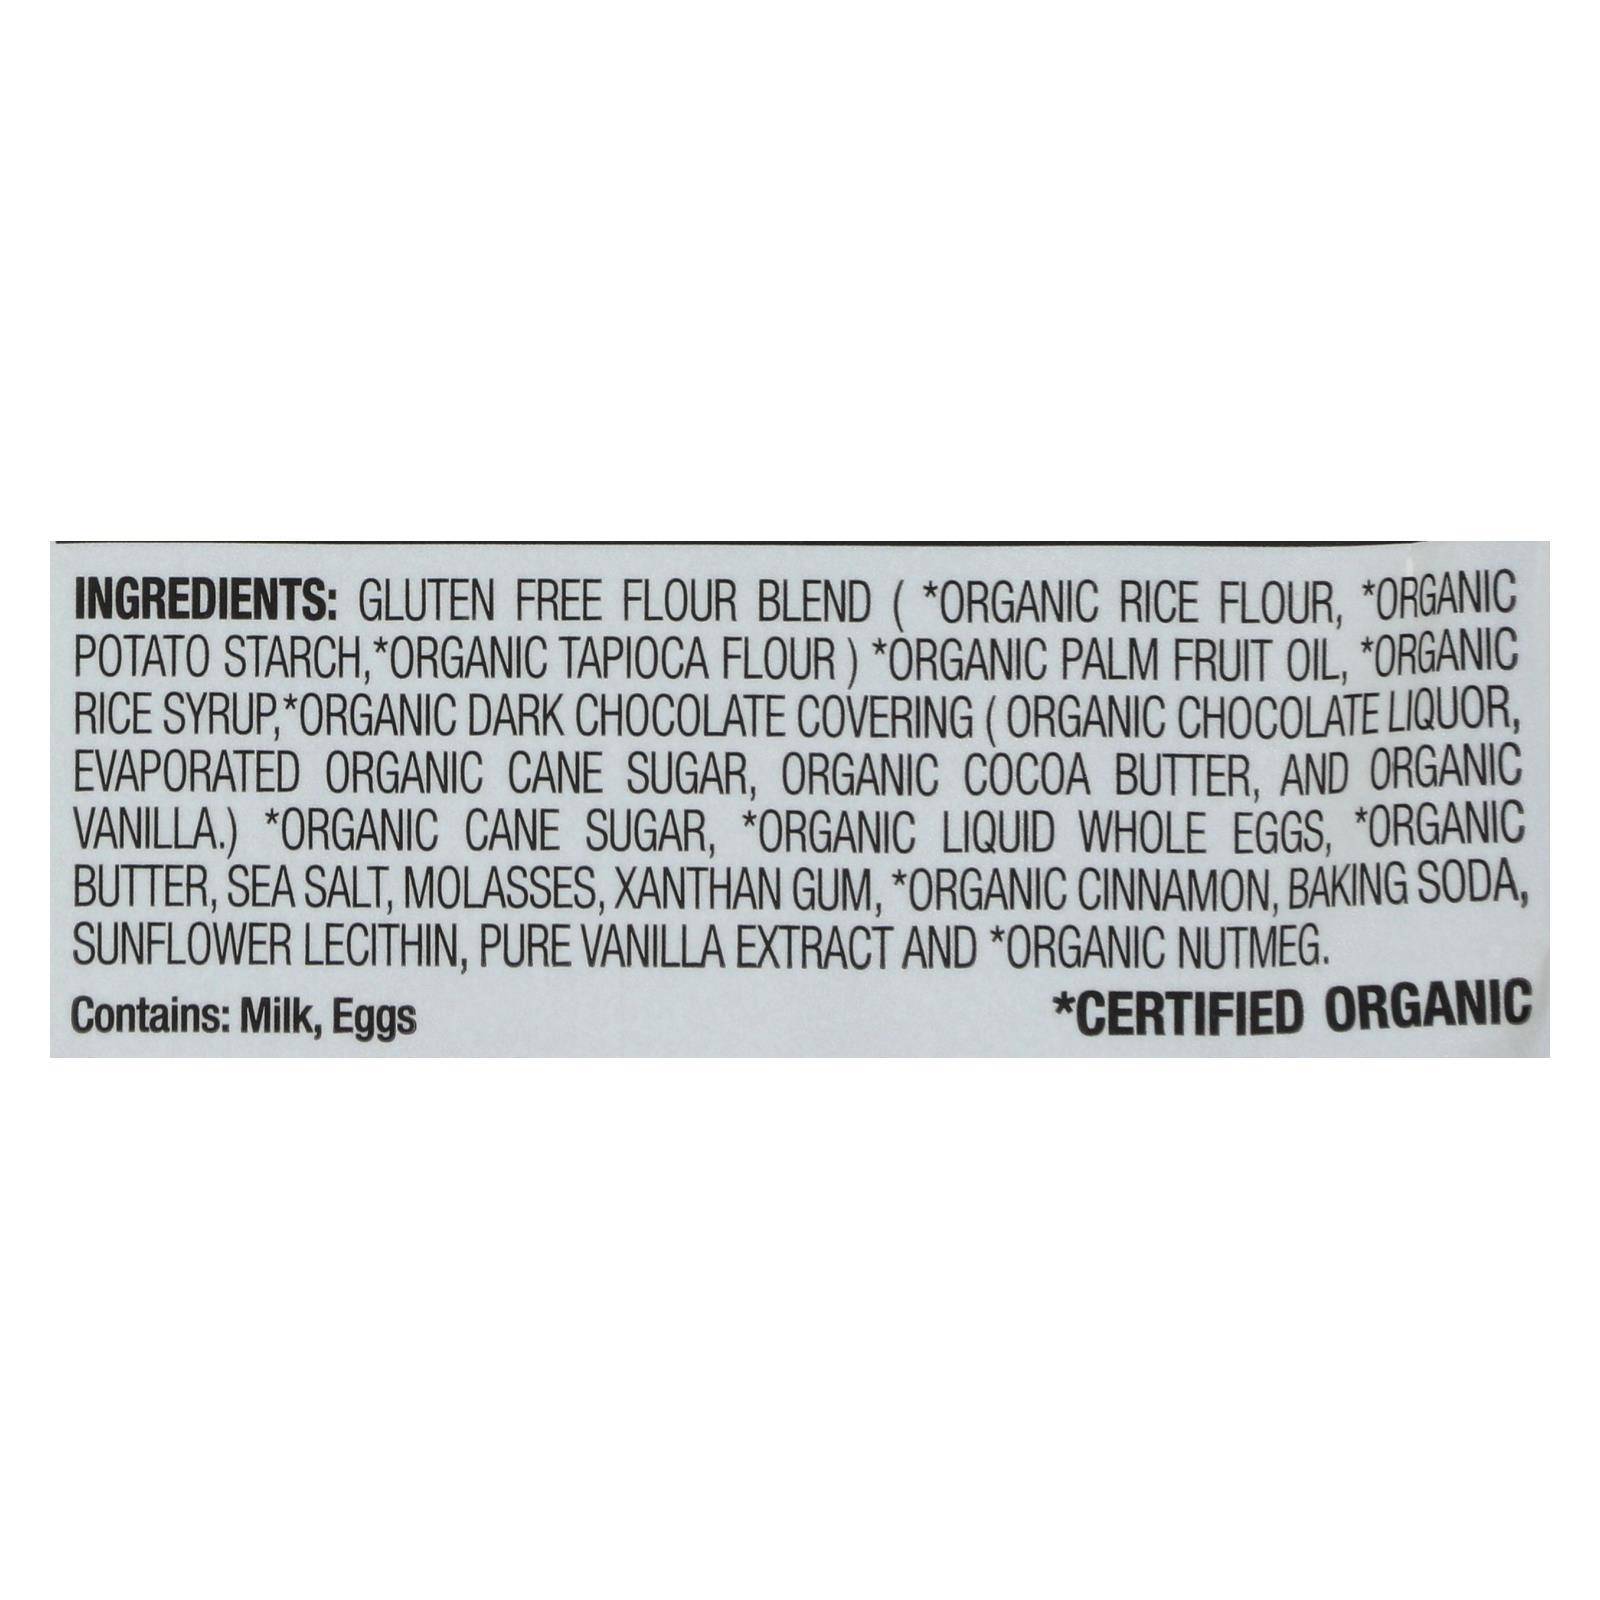 INGREDIENTS: GLUTEN FREE FLOUR BLEND ( *ORGANIC RICE FLOUR, *ORGANIC
POTATO STARCH,*ORGANIC TAPIOCA FLOUR ) *ORGANIC PALM FRUIT OIL, *ORGANIC
RICE SYRUP,*ORGANIC DARK CHOCOLATE COVERING ( ORGANIC CHOCOLATE LIQUOR,
EVAPORATED ORGANIC CANE SUGAR, ORGANIC COCOA BUTTER, AND ORGANIC
VANILLA.) *ORGANIC CANE SUGAR, *ORGANIC LIQUID WHOLE EGGS, *ORGANIC
BUTTER, SEA SALT, MOLASSES, XANTHAN GUM, *ORGANIC CINNAMON, BAKING SODA,
SUNFLOWER LECITHIN, PURE VANILLA EXTRACT AND *ORGANIC NUTMEG.
Contains: Milk, Eggs
*CERTIFIED ORGANIC